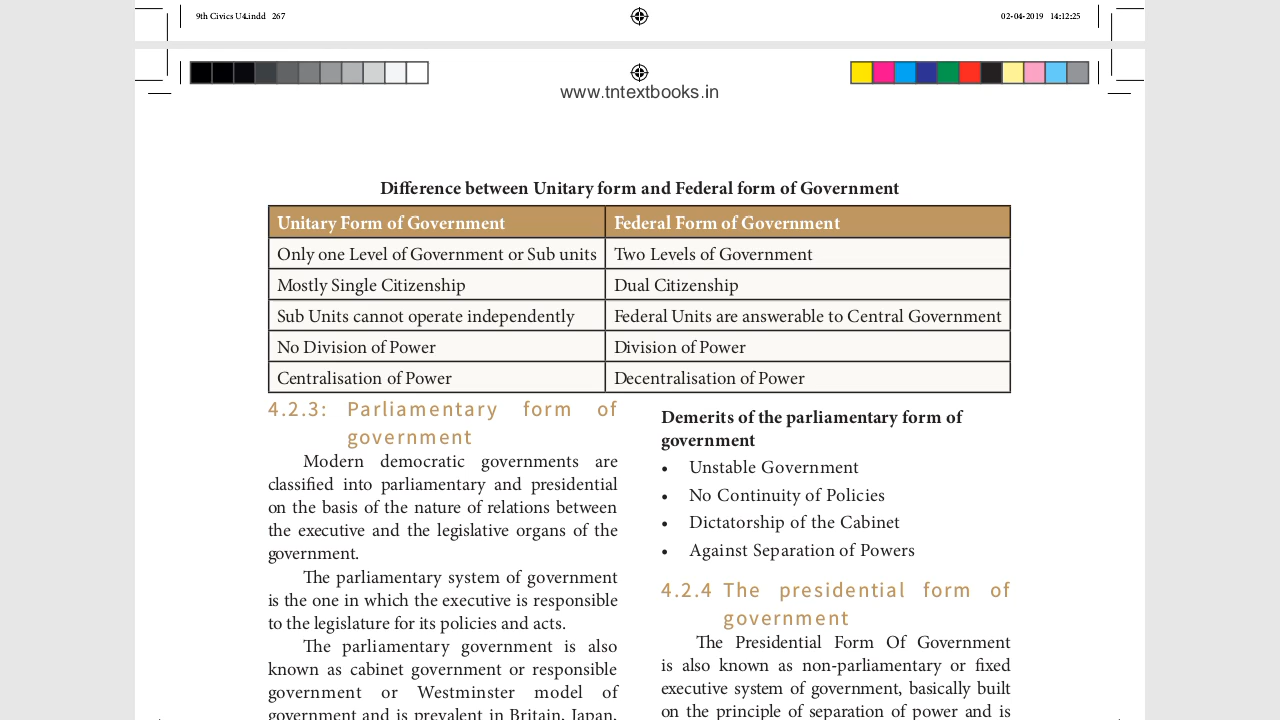 9th Civics U4.indd   267
02-04-2019   14:12:25
www.tntextbooks.in
Difference between Unitary form and Federal form of Government
Unitary Form of Government | Federal Form of Government
Only one Level of Government or Sub units | Two Levels of Government
Mostly Single Citizenship | Dual Citizenship
Sub Units cannot operate independently | Federal Units are answerable to Central Government
No Division of Power | Division of Power
Centralisation of Power | Decentralisation of Power
4.2.3: Parliamentary form of
government
Modern democratic governments are
classified into parliamentary and presidential
on the basis of the nature of relations between
the executive and the legislative organs of the
government.
The parliamentary system of government
is the one in which the executive is responsible
to the legislature for its policies and acts.
The parliamentary government is also
known as cabinet government or responsible
government or Westminster model of
government and is prevalent in Britain, Japan,
Demerits of the parliamentary form of
government
• Unstable Government
• No Continuity of Policies
• Dictatorship of the Cabinet
• Against Separation of Powers
4.2.4 The presidential form of
government
The Presidential Form Of Government
is also known as non-parliamentary or fixed
executive system of government, basically built
on the principle of separation of power and is